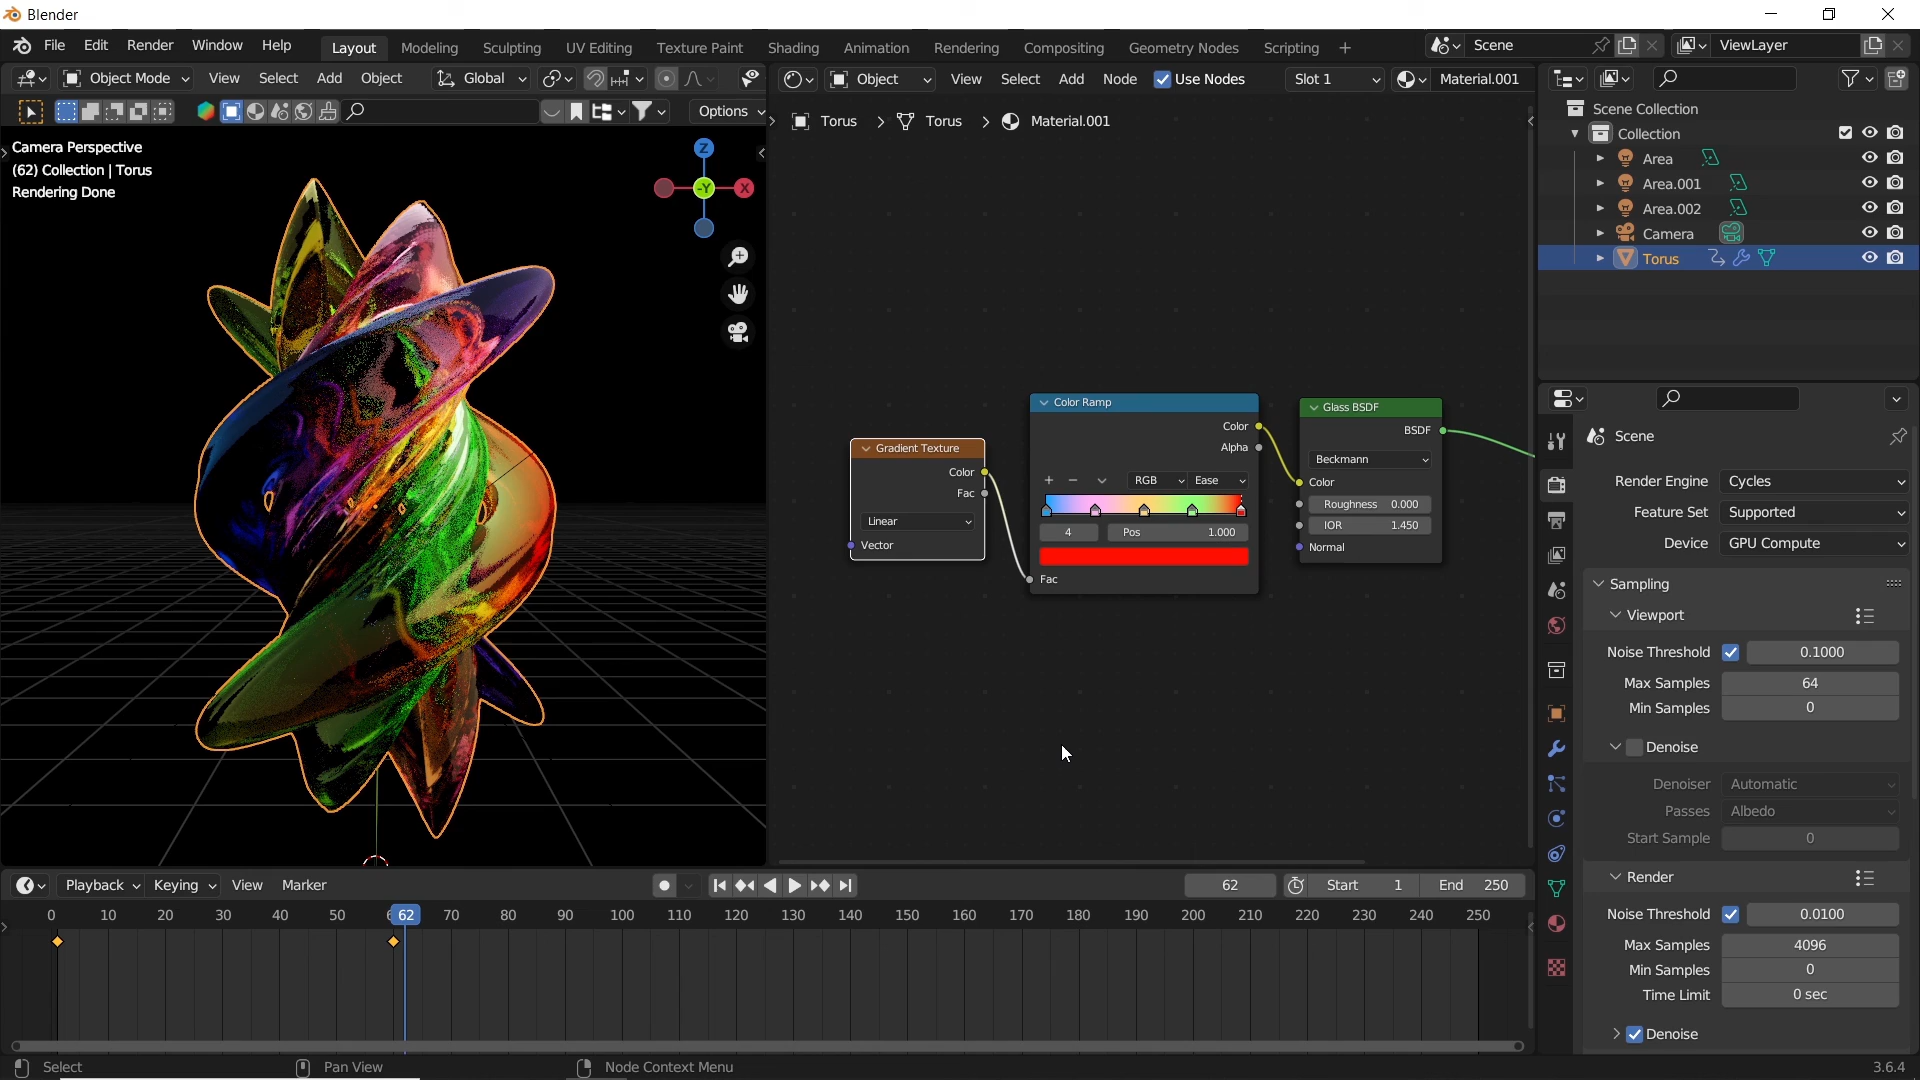 Blender
File Edit Render Window Help Layout Modeling Sculpting UV Editing Texture Paint Shading Animation Rendering Compositing Geometry Nodes Scripting + Scene ViewLayer
Object Mode View Select Add Object Global
Options
Camera Perspective
(62) Collection | Torus
Rendering Done
Z
-Y X
Object View Select Add Node Use Nodes Slot 1 Material.001
Torus > Torus > Material.001
Gradient Texture
Color
Fac
Linear
Vector
Color Ramp
Color
Alpha
+ − RGB Ease
4 Pos 1.000
Fac
Glass BSDF
BSDF
Beckmann
Color
Roughness 0.000
IOR 1.450
Normal
Scene Collection
Collection
Area
Area.001
Area.002
Camera
Torus
Scene
Render Engine Cycles
Feature Set Supported
Device GPU Compute
Sampling
Viewport
Noise Threshold 0.1000
Max Samples 64
Min Samples 0
Denoise
Denoiser Automatic
Passes Albedo
Start Sample 0
Render
Noise Threshold 0.0100
Max Samples 4096
Min Samples 0
Time Limit 0 sec
Denoise
Playback Keying View Marker 62 Start 1 End 250
0 10 20 30 40 50 62 70 80 90 100 110 120 130 140 150 160 170 180 190 200 210 220 230 240 250
Select Pan View Node Context Menu 3.6.4